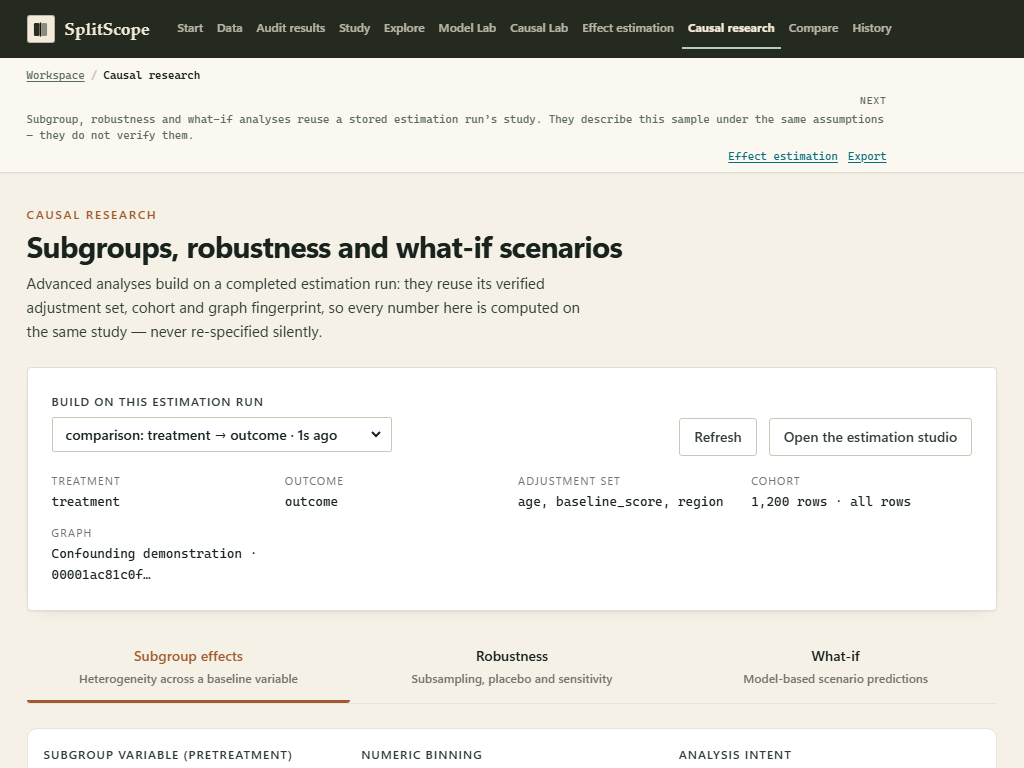 SplitScope Start Data Audit results Study Explore Model Lab Causal Lab Effect estimation Causal research Compare History
Workspace / Causal research
NEXT
Subgroup, robustness and what-if analyses reuse a stored estimation run's study. They describe this sample under the same assumptions
— they do not verify them.
Effect estimation Export
CAUSAL RESEARCH
Subgroups, robustness and what-if scenarios
Advanced analyses build on a completed estimation run: they reuse its verified
adjustment set, cohort and graph fingerprint, so every number here is computed on
the same study — never re-specified silently.
BUILD ON THIS ESTIMATION RUN
comparison: treatment → outcome · 1s ago
Refresh Open the estimation studio
TREATMENT OUTCOME ADJUSTMENT SET COHORT
treatment outcome age, baseline_score, region 1,200 rows · all rows
GRAPH
Confounding demonstration ·
00001ac81c0f…
Subgroup effects Robustness What-if
Heterogeneity across a baseline variable Subsampling, placebo and sensitivity Model-based scenario predictions
SUBGROUP VARIABLE (PRETREATMENT) NUMERIC BINNING ANALYSIS INTENT